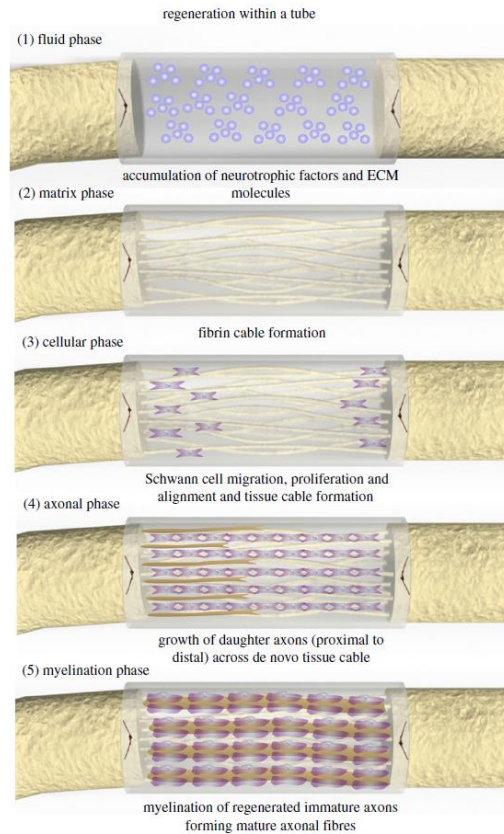 regeneration within a tube
(1) fluid phase
accumulation of neurotrophic factors and ECM
molecules
(2) matrix phase
fibrin cable formation
(3) cellular phase
Schwann cell migration, proliferation and
alignment and tissue cable formation
(4) axonal phase
growth of daughter axons (proximal to
distal) across de novo tissue cable
(5) myelination phase
myelination of regenerated immature axons
forming mature axonal fibres